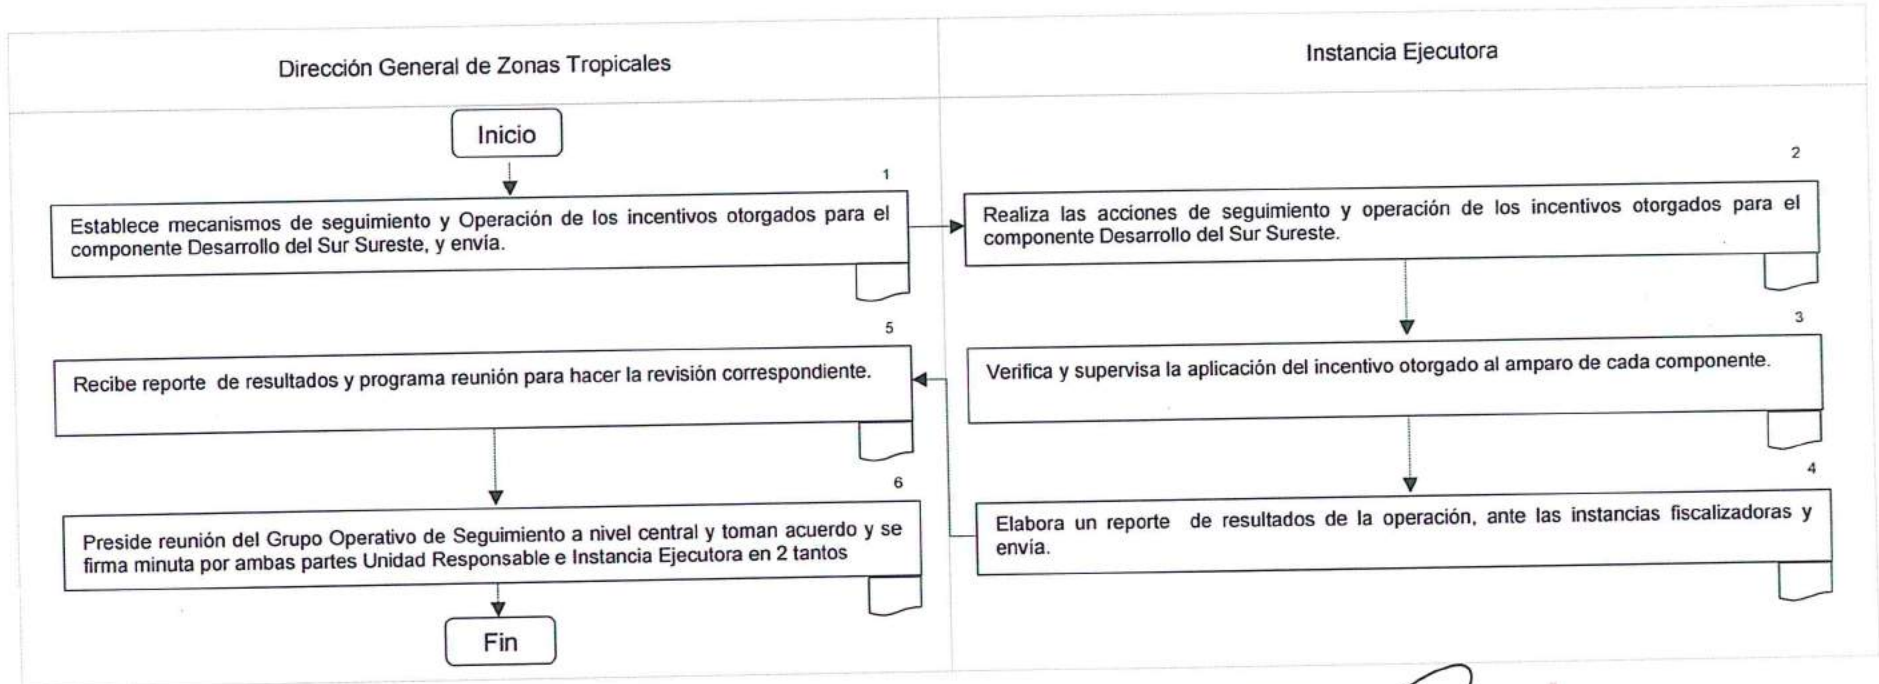 Dirección General de Zonas Tropicales
Instancia Ejecutora
Inicio
1
Establece mecanismos de seguimiento y Operación de los incentivos otorgados para el
componente Desarrollo del Sur Sureste, y envía.
2
Realiza las acciones de seguimiento y operación de los incentivos otorgados para el
componente Desarrollo del Sur Sureste.
3
Verifica y supervisa la aplicación del incentivo otorgado al amparo de cada componente.
4
Elabora un reporte de resultados de la operación, ante las instancias fiscalizadoras y
envía.
5
Recibe reporte de resultados y programa reunión para hacer la revisión correspondiente.
6
Preside reunión del Grupo Operativo de Seguimiento a nivel central y toman acuerdo y se
firma minuta por ambas partes Unidad Responsable e Instancia Ejecutora en 2 tantos
Fin